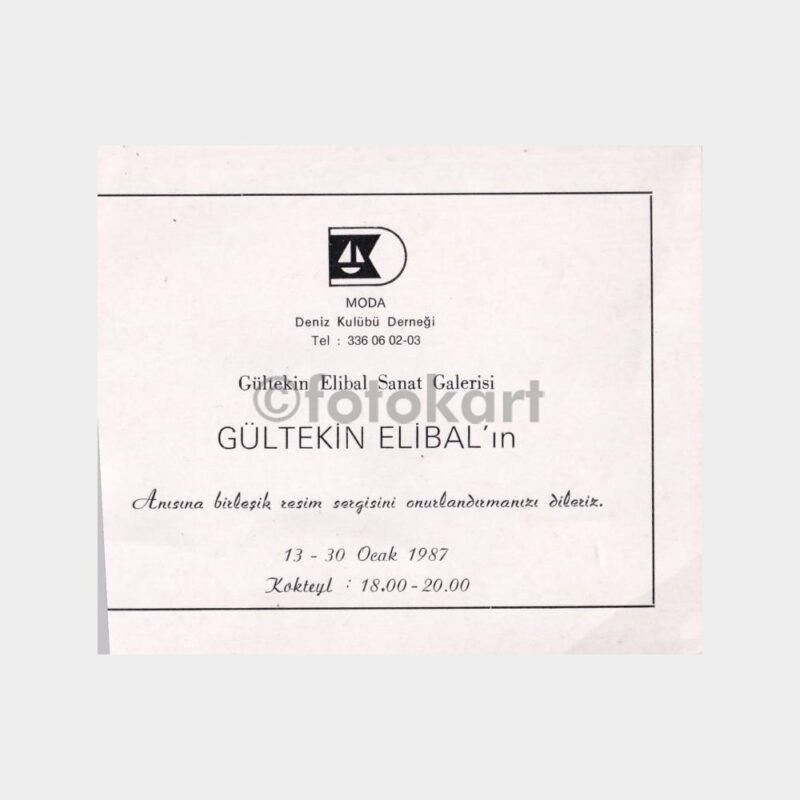 MODA
Deniz Kulübü Derneği
Tel : 336 06 02-03
Gültekin Elibal Sanat Galerisi
©fotokart
GÜLTEKİN ELİBAL'ın
Anısına birleşik resim sergisini onurlandırmanızı dileriz.
13 - 30 Ocak 1987
Kokteyl : 18.00 - 20.00